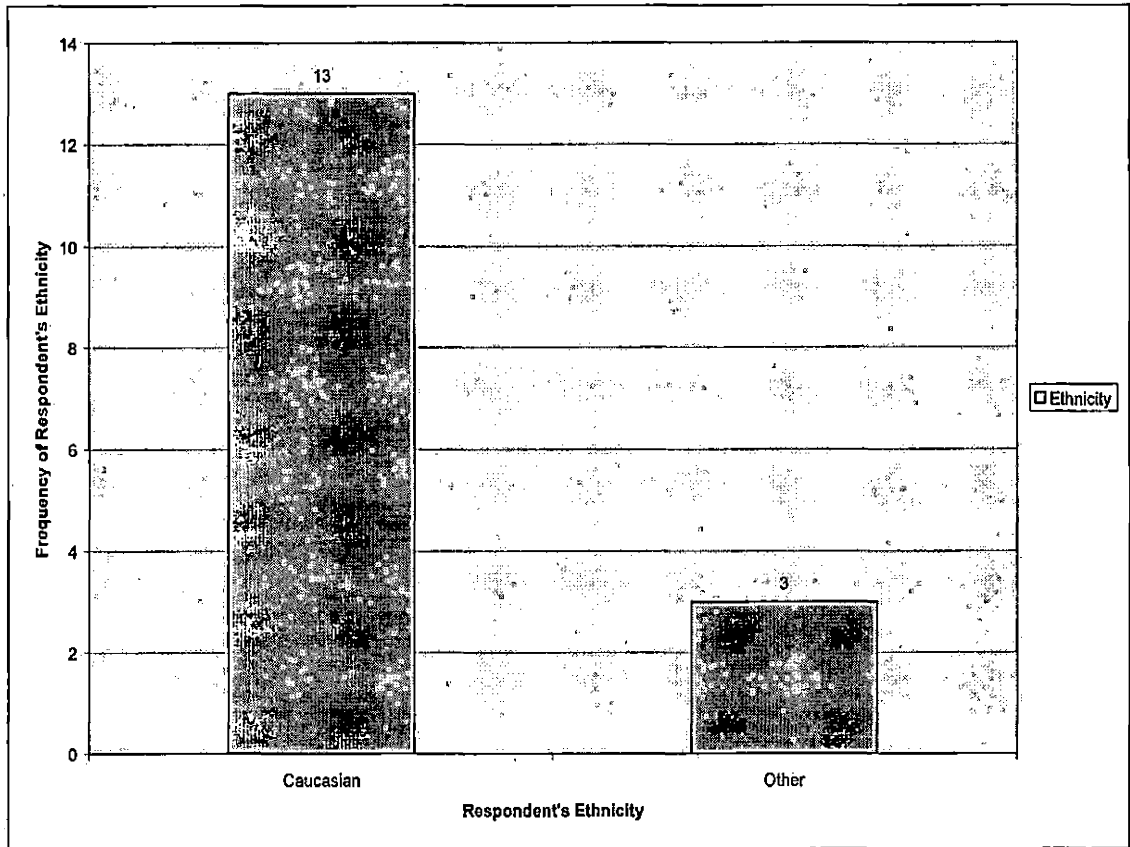 14
13
12
10
8
6
4
3
2
0
Frequency of Respondent's Ethnicity
Caucasian
Other
Respondent's Ethnicity
Ethnicity